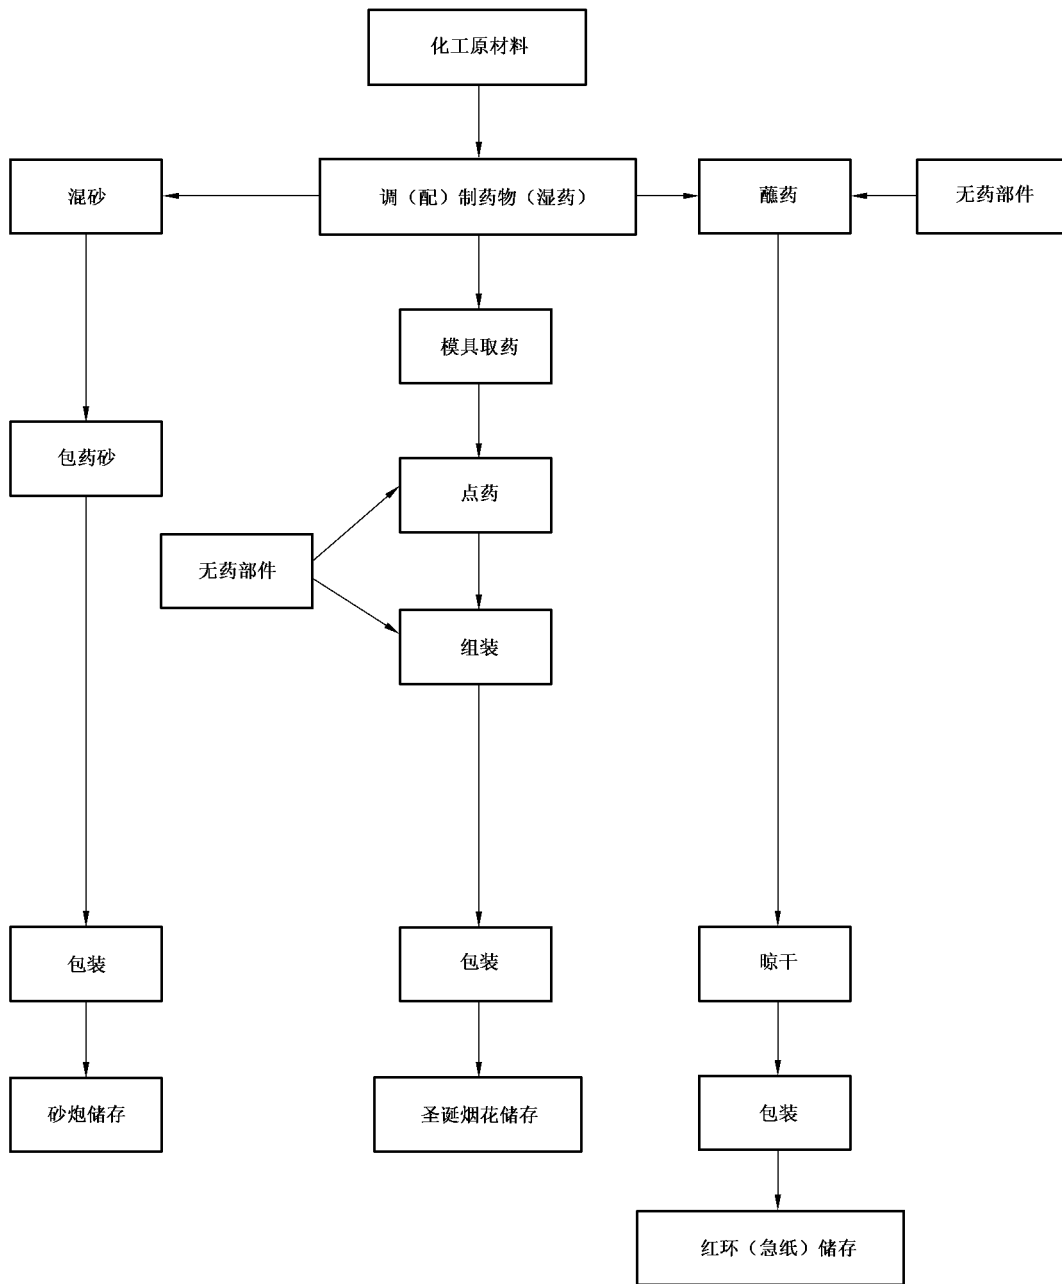 化工原材料
混砂
调（配）制药物（湿药）
蘸药
无药部件
模具取药
包药砂
点药
无药部件
组装
包装
包装
晾干
砂炮储存
圣诞烟花储存
包装
红环（急纸）储存